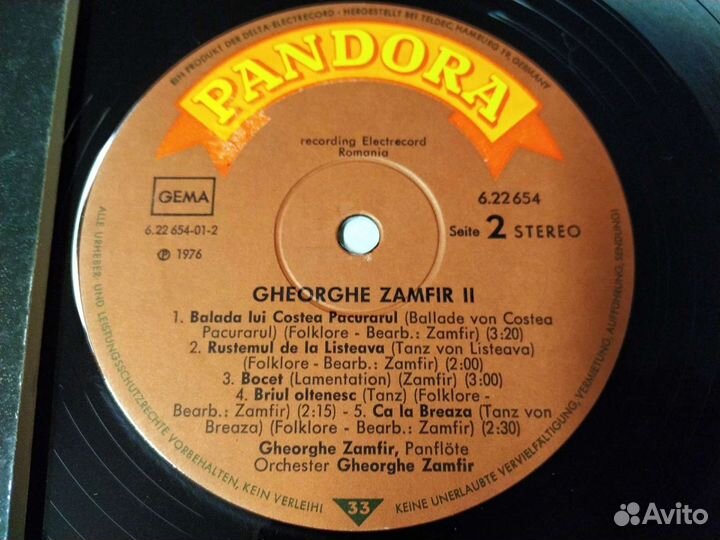 EIN PRODUKT DER DELTA-ELECTRECORD - HERGESTELLT BEI TELDEC, HAMBURG 19, GERMANY
PANDORA
recording Electrecord
Romania
GEMA
6.22654
6.22 654-01-2
Seite 2 STEREO
℗ 1976
GHEORGHE ZAMFIR II
1. Balada lui Costea Pacurarul (Ballade von Costea
Pacurarul) (Folklore - Bearb.: Zamfir) (3:20)
2. Rustemul de la Listeava (Tanz von Listeava)
(Folklore - Bearb.: Zamfir) (2:00)
3. Bocet (Lamentation) (Zamfir) (3:00)
4. Briul oltenesc (Tanz) (Folklore -
Bearb.: Zamfir) (2:15) - 5. Ca la Breaza (Tanz von
Breaza) (Folklore - Bearb.: Zamfir) (2:30)
Gheorghe Zamfir, Panflöte
Orchester Gheorghe Zamfir
33
ALLE URHEBER- UND LEISTUNGSSCHUTZRECHTE VORBEHALTEN, KEIN VERLEIH! KEINE UNERLAUBTE VERVIELFÄLTIGUNG, VERMIETUNG, AUFFÜHRUNG, SENDUNG!
Avito